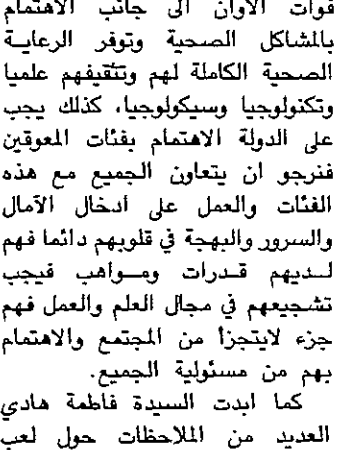 فوات الاوان الى جانب الاهتمام
بالمشاكل الصحية وتوفر الرعاية
الصحية الكاملة لهم وتثقيفهم علميا
وتكنولوجيا وسيكولوجيا، كذلك يجب
على الدولة الاهتمام بفئات المعوقين
فنرجو ان يتعاون الجميع مع هذه
الفئات والعمل على ادخال الآمال
والسرور والبهجة في قلوبهم دائما فهم
لديهم قدرات ومواهب فيجب
تشجيعهم في مجال العلم والعمل فهم
جزء لايتجزأ من المجتمع والاهتمام
بهم من مسئولية الجميع.
كما ابدت السيدة فاطمة هادي
العديد من الملاحظات حول لعب